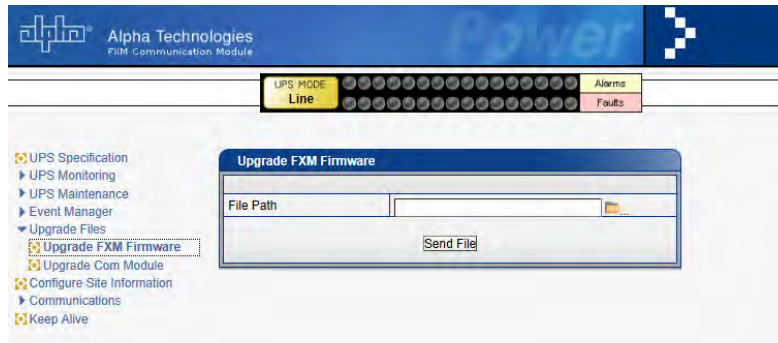 alpha® Alpha Technologies
FXM Communication Module
Power
UPS MODE
Line
Alarms
Faults
UPS Specification
UPS Monitoring
UPS Maintenance
Event Manager
Upgrade Files
Upgrade FXM Firmware
Upgrade Com Module
Configure Site Information
Communications
Keep Alive
Upgrade FXM Firmware
File Path
...
Send File